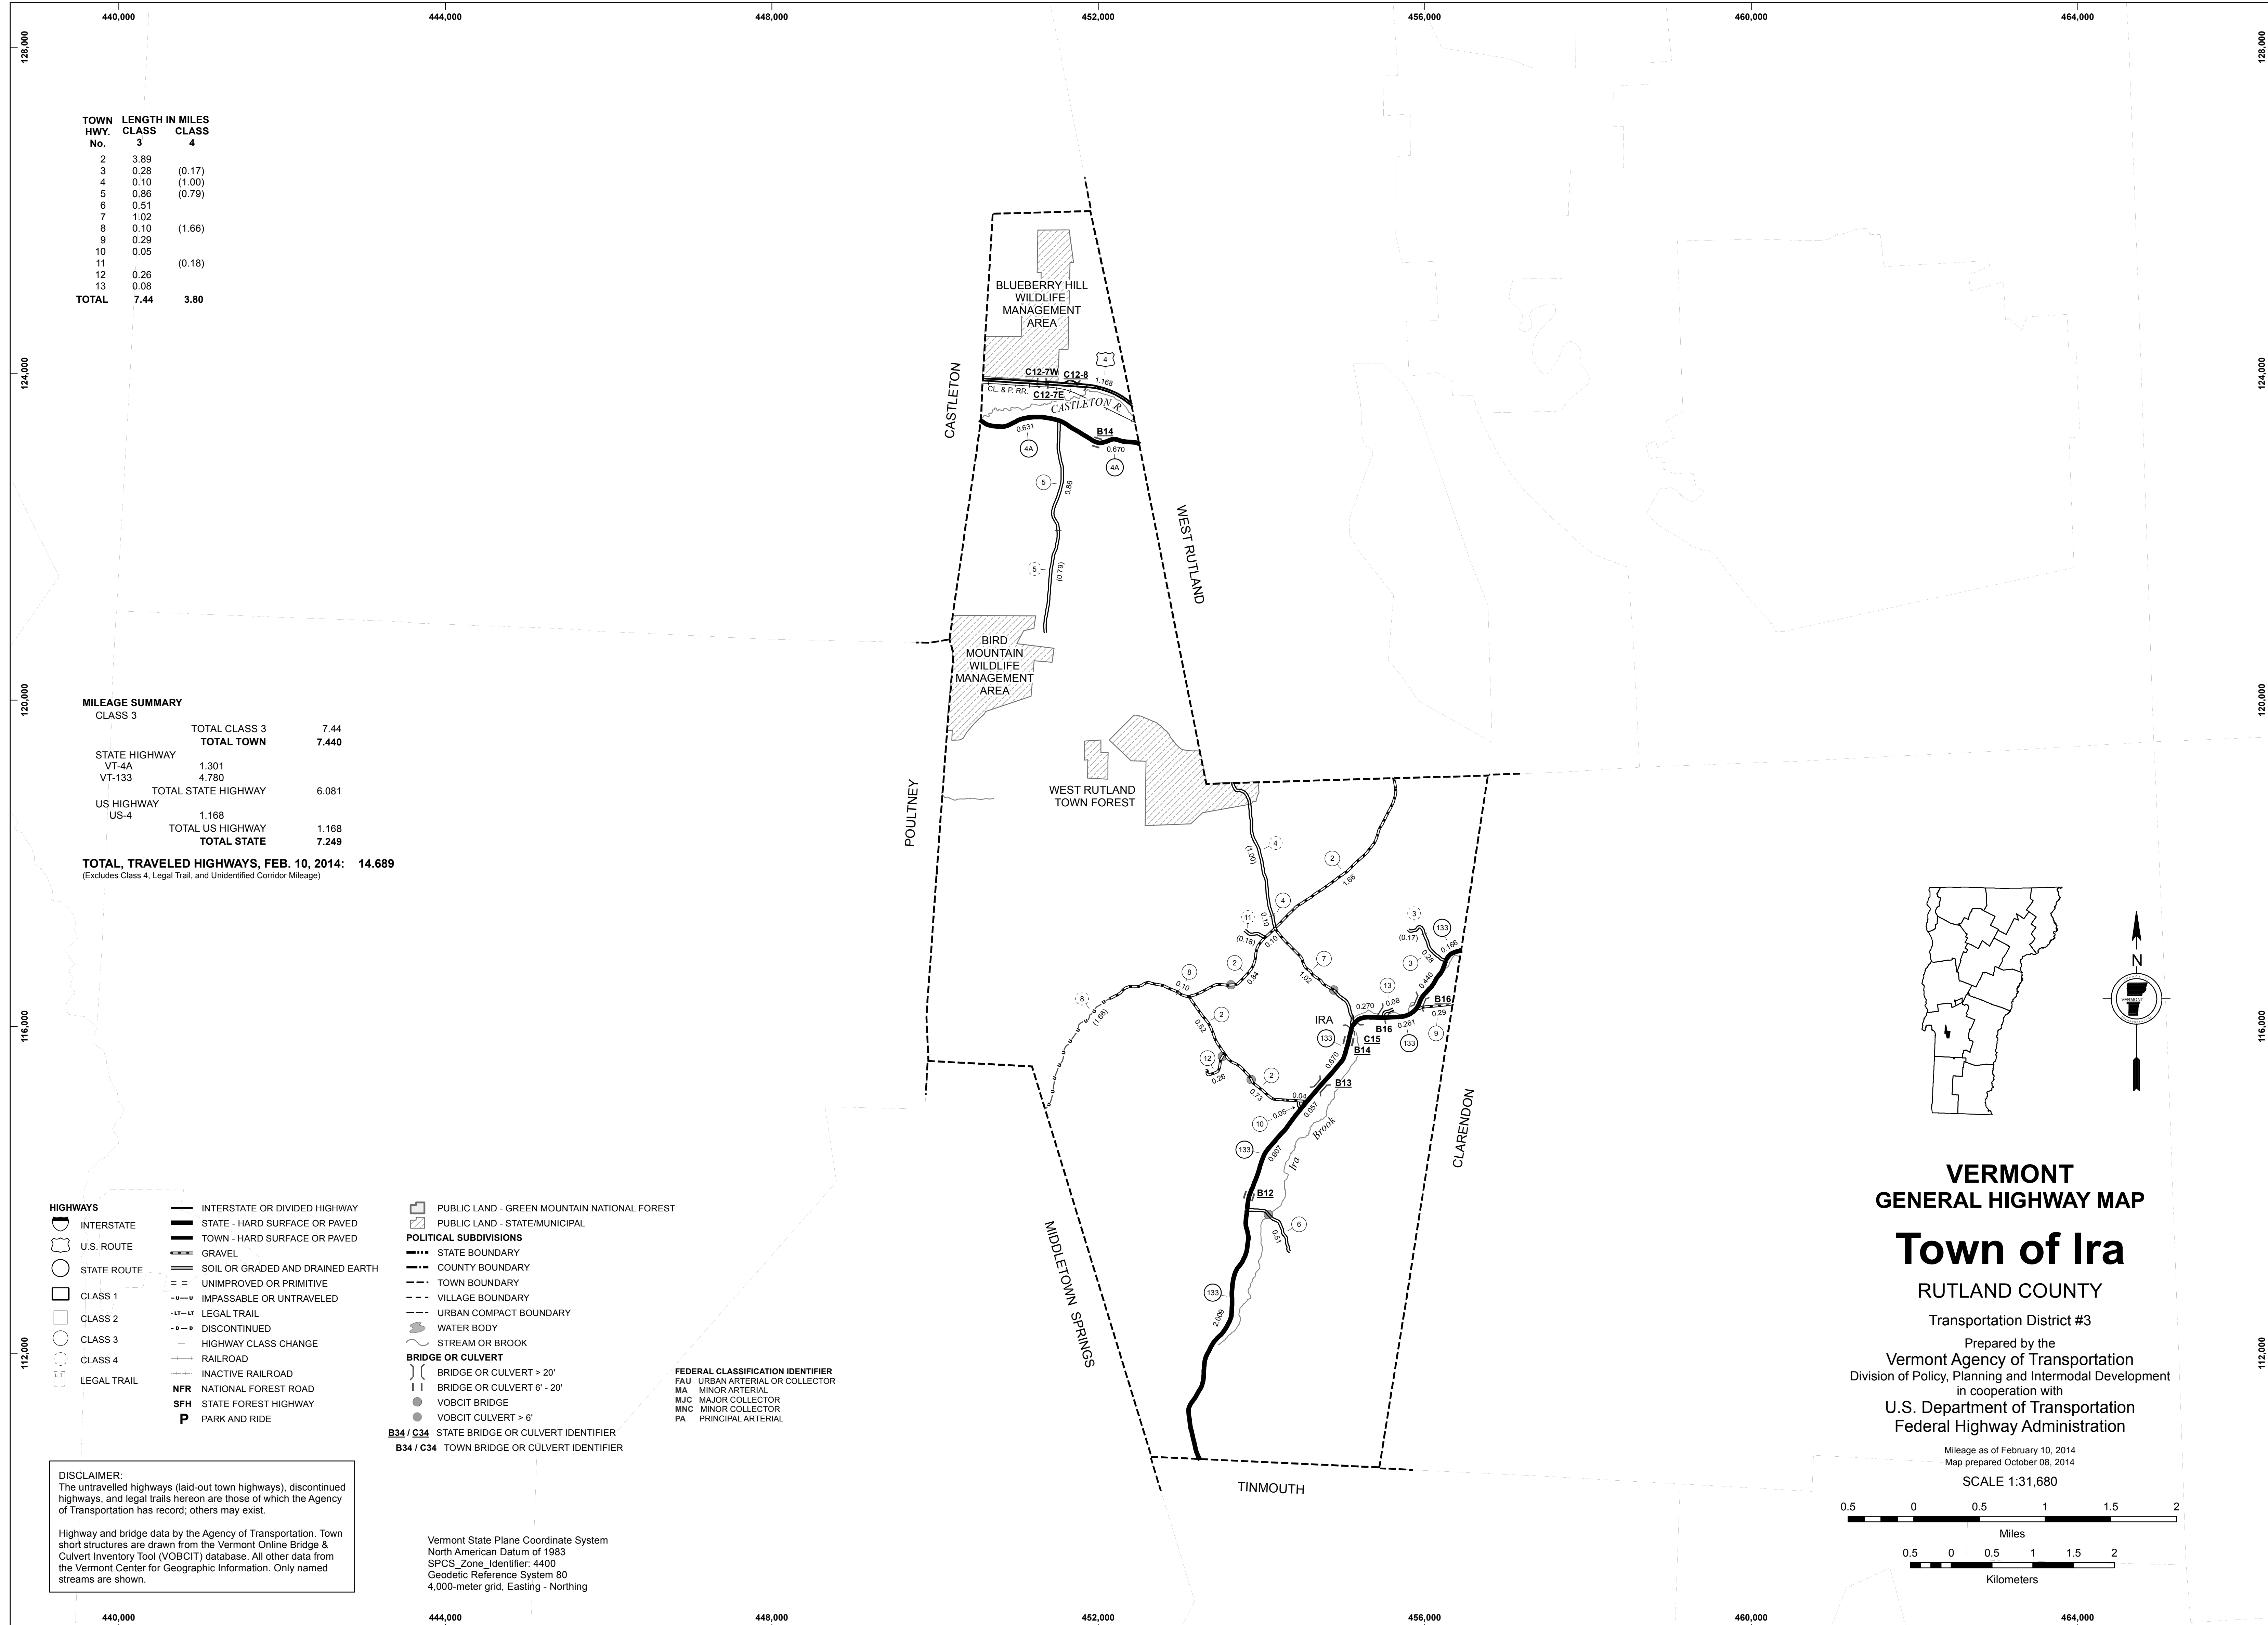 440,000 444,000 448,000 452,000 456,000 460,000 464,000
128,000 128,000
124,000 124,000
120,000 120,000
116,000 116,000
112,000 112,000
TOWN LENGTH IN MILES
HWY. CLASS CLASS
No. 3 4
2 3.89
3 0.28 (0.17)
4 0.10 (1.00)
5 0.86 (0.79)
6 0.51
7 1.02
8 0.10 (1.66)
9 0.29
10 0.05
11 (0.18)
12 0.26
13 0.08
TOTAL 7.44 3.80
MILEAGE SUMMARY
CLASS 3
TOTAL CLASS 3 7.44
TOTAL TOWN 7.440
STATE HIGHWAY
VT-4A 1.301
VT-133 4.780
TOTAL STATE HIGHWAY 6.081
US HIGHWAY
US-4 1.168
TOTAL US HIGHWAY 1.168
TOTAL STATE 7.249
TOTAL, TRAVELED HIGHWAYS, FEB. 10, 2014: 14.689
(Excludes Class 4, Legal Trail, and Unidentified Corridor Mileage)
BLUEBERRY HILL
WILDLIFE
MANAGEMENT
AREA
4
C12-7W C12-8
1.168
CL. & P. RR.
C12-7E
CASTLETON R
CASTLETON
0.631
4A
B14
0.670
4A
5
0.86
5
(0.79)
WEST RUTLAND
BIRD
MOUNTAIN
WILDLIFE
MANAGEMENT
AREA
WEST RUTLAND
TOWN FOREST
POULTNEY
4
(1.00)
2
1.66
4
0.10
11
(0.18)
0.10
3
(0.17)
133
0.166
0.28
3
2
0.84
7
1.02
8
0.10
8
(1.66)
0.440
13
0.08
0.270
B16
B16
0.29
0.261
9
IRA
133
C15
133
B14
2
0.52
0.670
12
0.26
2
0.73
B13
0.04
0.05
0.057
10
Brook
Ira
133
0.907
CLARENDON
B12
6
0.51
133
2.009
MIDDLETOWN SPRINGS
TINMOUTH
HIGHWAYS
INTERSTATE
U.S. ROUTE
STATE ROUTE
CLASS 1
CLASS 2
CLASS 3
CLASS 4
LEGAL TRAIL
INTERSTATE OR DIVIDED HIGHWAY
STATE - HARD SURFACE OR PAVED
TOWN - HARD SURFACE OR PAVED
GRAVEL
SOIL OR GRADED AND DRAINED EARTH
UNIMPROVED OR PRIMITIVE
U U IMPASSABLE OR UNTRAVELED
LT LT LEGAL TRAIL
D D DISCONTINUED
HIGHWAY CLASS CHANGE
RAILROAD
INACTIVE RAILROAD
NFR NATIONAL FOREST ROAD
SFH STATE FOREST HIGHWAY
P PARK AND RIDE
PUBLIC LAND - GREEN MOUNTAIN NATIONAL FOREST
PUBLIC LAND - STATE/MUNICIPAL
POLITICAL SUBDIVISIONS
STATE BOUNDARY
COUNTY BOUNDARY
TOWN BOUNDARY
VILLAGE BOUNDARY
URBAN COMPACT BOUNDARY
WATER BODY
STREAM OR BROOK
BRIDGE OR CULVERT
BRIDGE OR CULVERT > 20'
BRIDGE OR CULVERT 6' - 20'
VOBCIT BRIDGE
VOBCIT CULVERT > 6'
B34 / C34 STATE BRIDGE OR CULVERT IDENTIFIER
B34 / C34 TOWN BRIDGE OR CULVERT IDENTIFIER
FEDERAL CLASSIFICATION IDENTIFIER
FAU URBAN ARTERIAL OR COLLECTOR
MA MINOR ARTERIAL
MJC MAJOR COLLECTOR
MNC MINOR COLLECTOR
PA PRINCIPAL ARTERIAL
DISCLAIMER:
The untravelled highways (laid-out town highways), discontinued
highways, and legal trails hereon are those of which the Agency
of Transportation has record; others may exist.
Highway and bridge data by the Agency of Transportation. Town
short structures are drawn from the Vermont Online Bridge &
Culvert Inventory Tool (VOBCIT) database. All other data from
the Vermont Center for Geographic Information. Only named
streams are shown.
Vermont State Plane Coordinate System
North American Datum of 1983
SPCS_Zone_Identifier: 4400
Geodetic Reference System 80
4,000-meter grid, Easting - Northing
N
VERMONT
VERMONT
GENERAL HIGHWAY MAP
Town of Ira
RUTLAND COUNTY
Transportation District #3
Prepared by the
Vermont Agency of Transportation
Division of Policy, Planning and Intermodal Development
in cooperation with
U.S. Department of Transportation
Federal Highway Administration
Mileage as of February 10, 2014
Map prepared October 08, 2014
SCALE 1:31,680
0.5 0 0.5 1 1.5 2
Miles
0.5 0 0.5 1 1.5 2
Kilometers
440,000 444,000 448,000 452,000 456,000 460,000 464,000